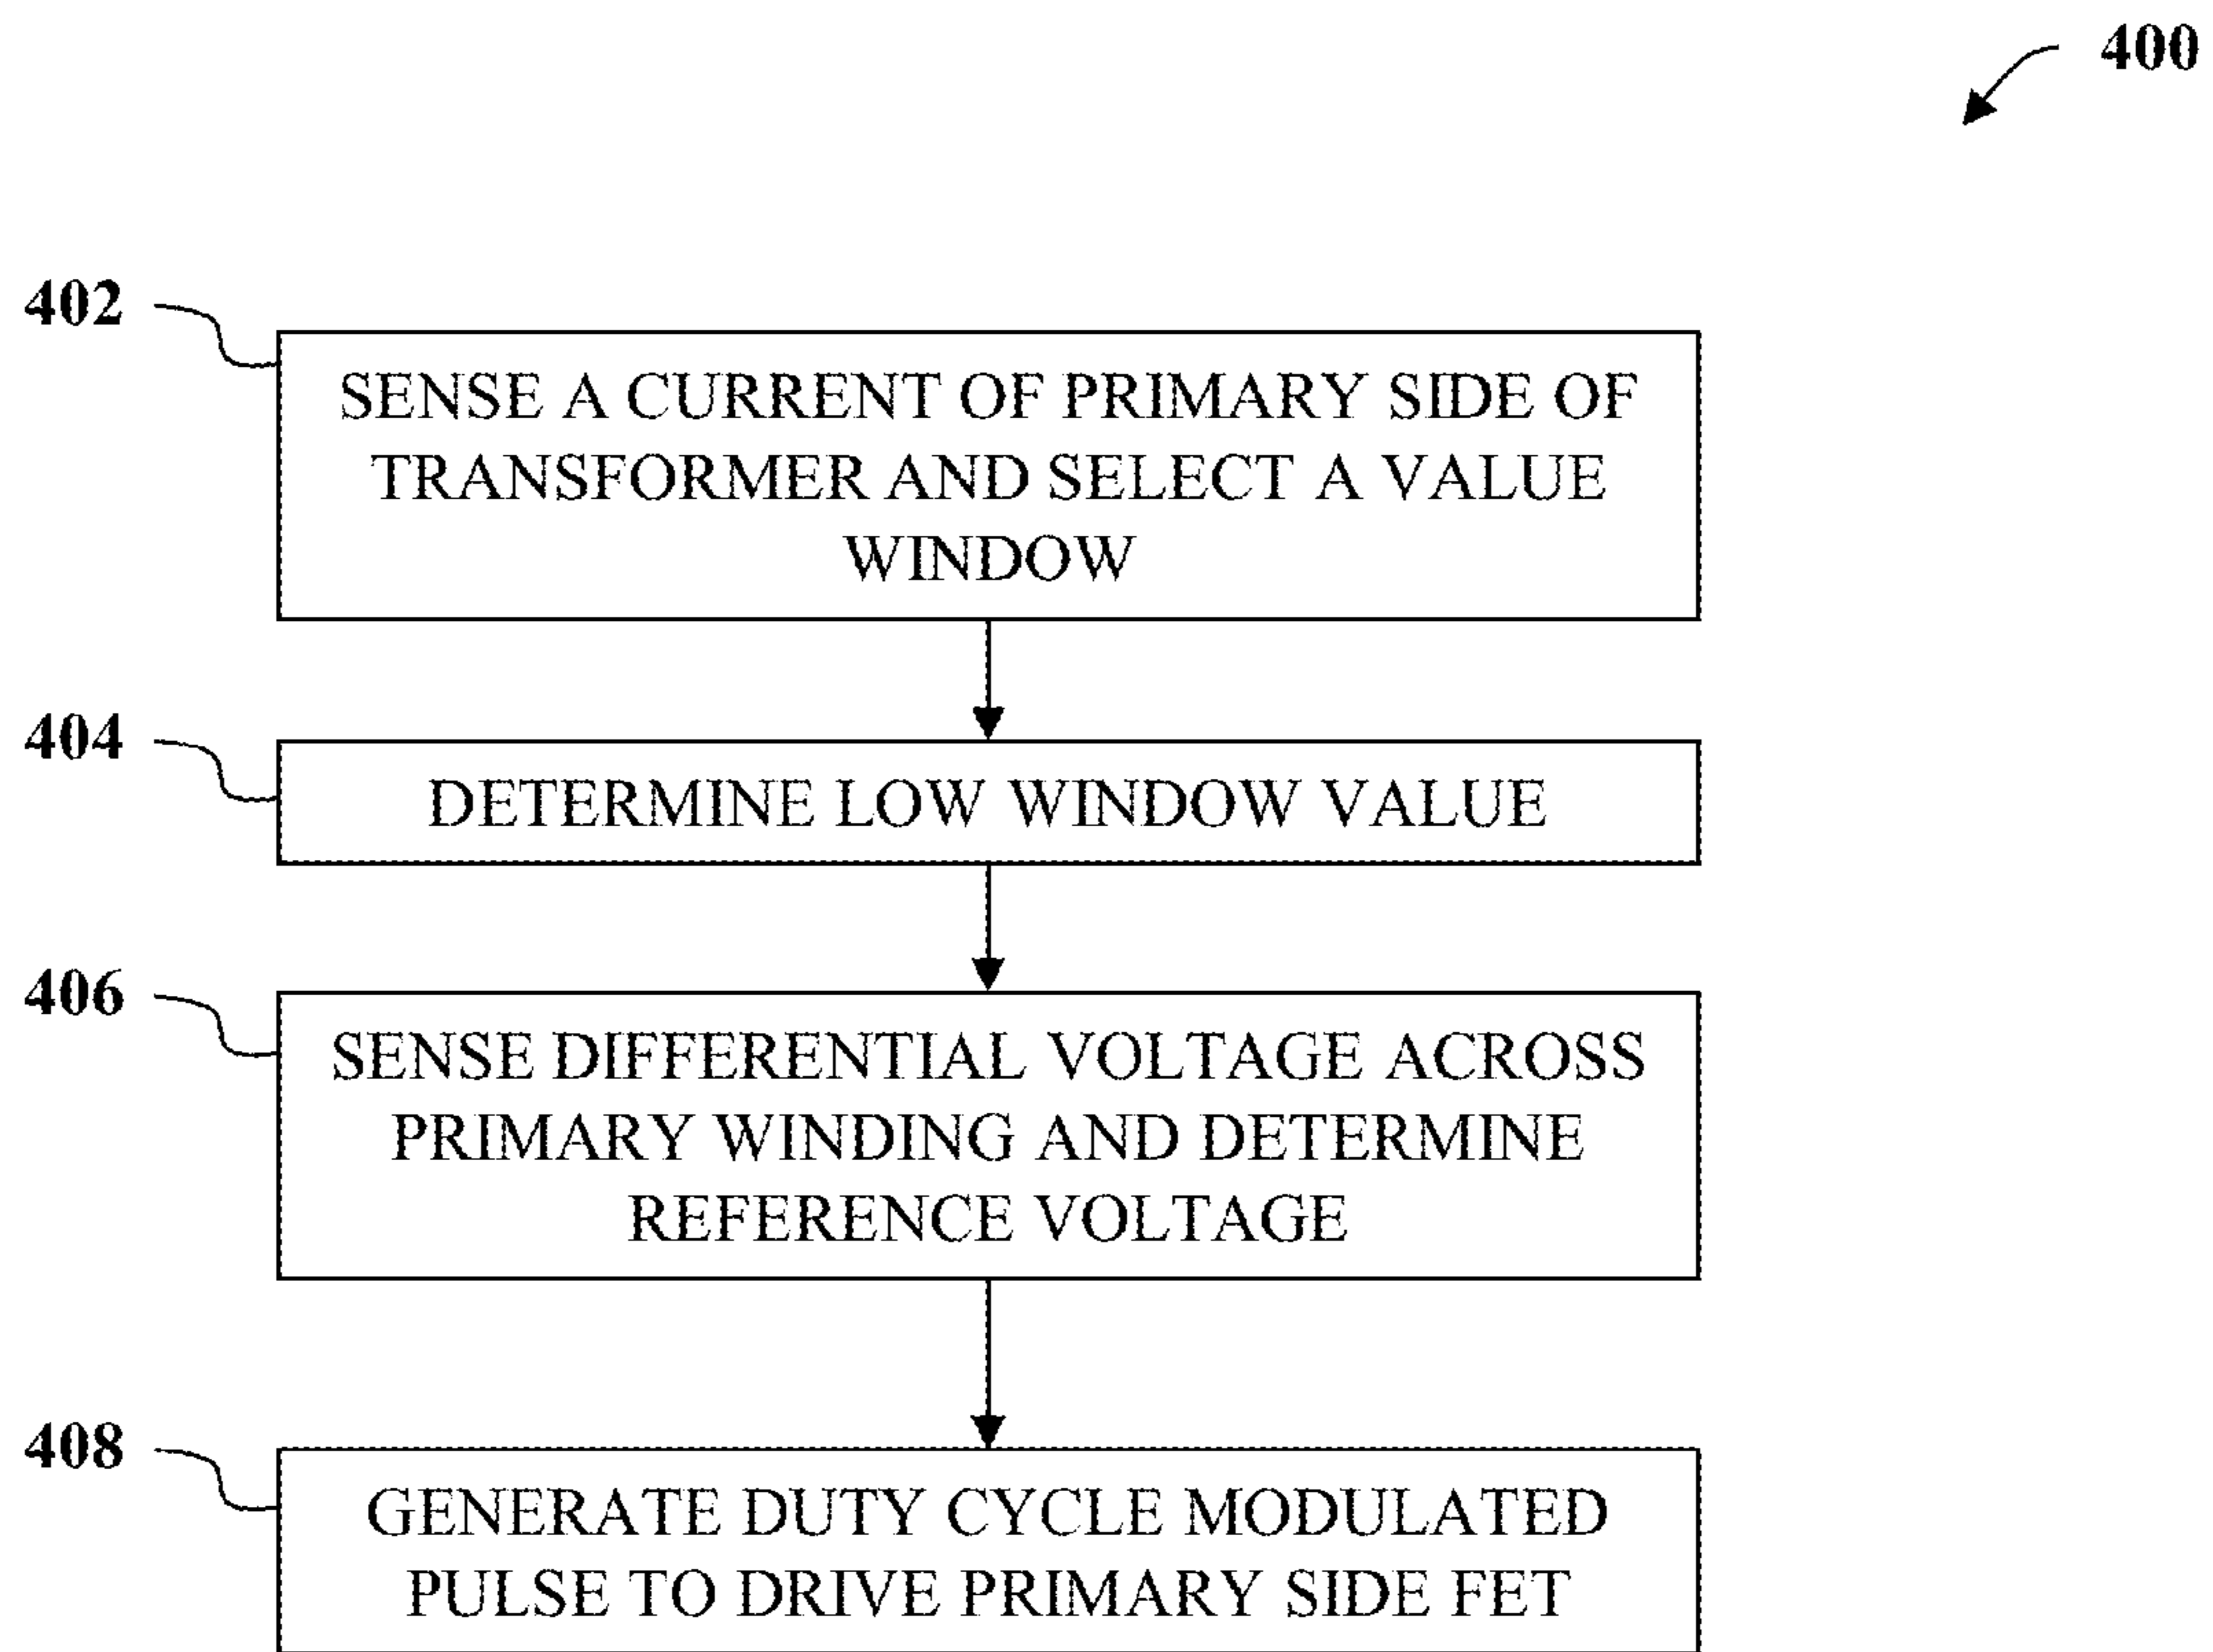 400
402
SENSE A CURRENT OF PRIMARY SIDE OF
TRANSFORMER AND SELECT A VALUE
WINDOW
404
DETERMINE LOW WINDOW VALUE
406
SENSE DIFFERENTIAL VOLTAGE ACROSS
PRIMARY WINDING AND DETERMINE
REFERENCE VOLTAGE
408
GENERATE DUTY CYCLE MODULATED
PULSE TO DRIVE PRIMARY SIDE FET